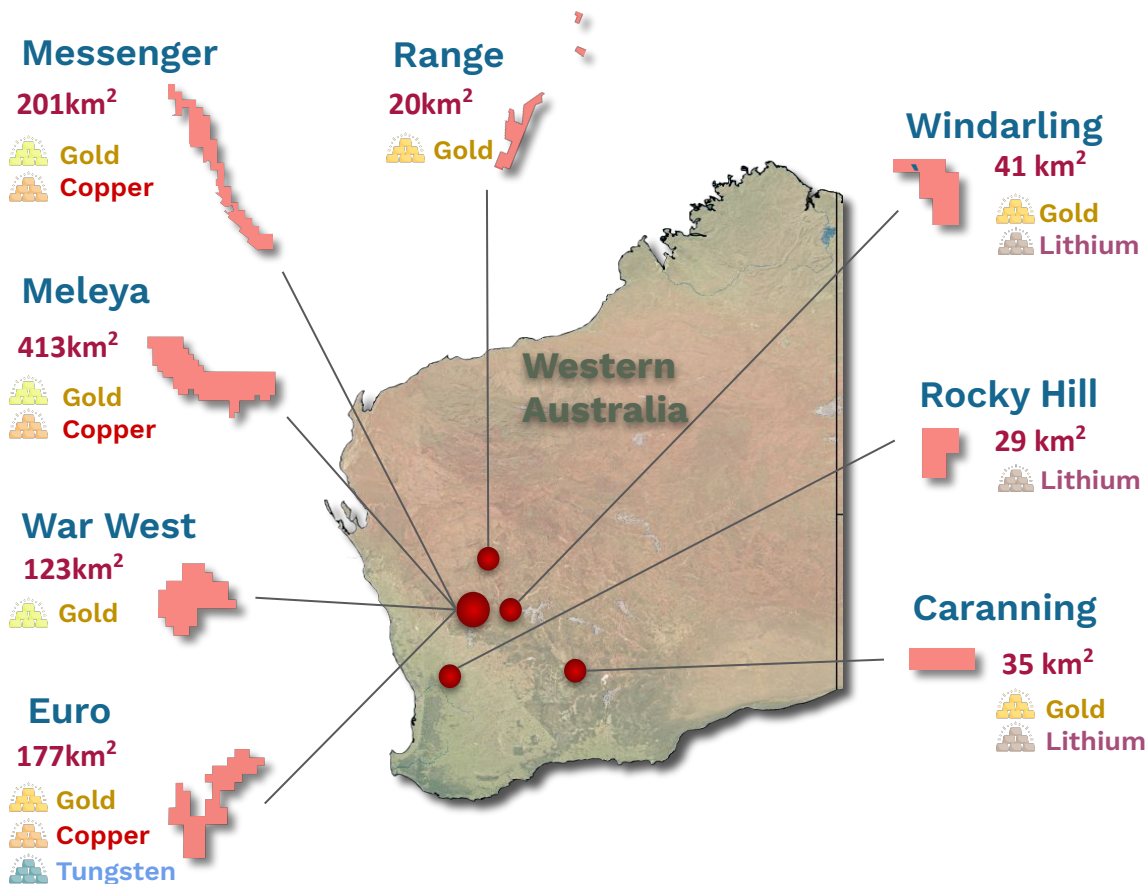 Messenger
201km²
Gold
Copper
Range
20km²
Gold
Windarling
41 km²
Gold
Lithium
Meleya
413km²
Gold
Copper
Western
Australia
Rocky Hill
29 km²
Lithium
War West
123km²
Gold
Caranning
35 km²
Gold
Lithium
Euro
177km²
Gold
Copper
Tungsten